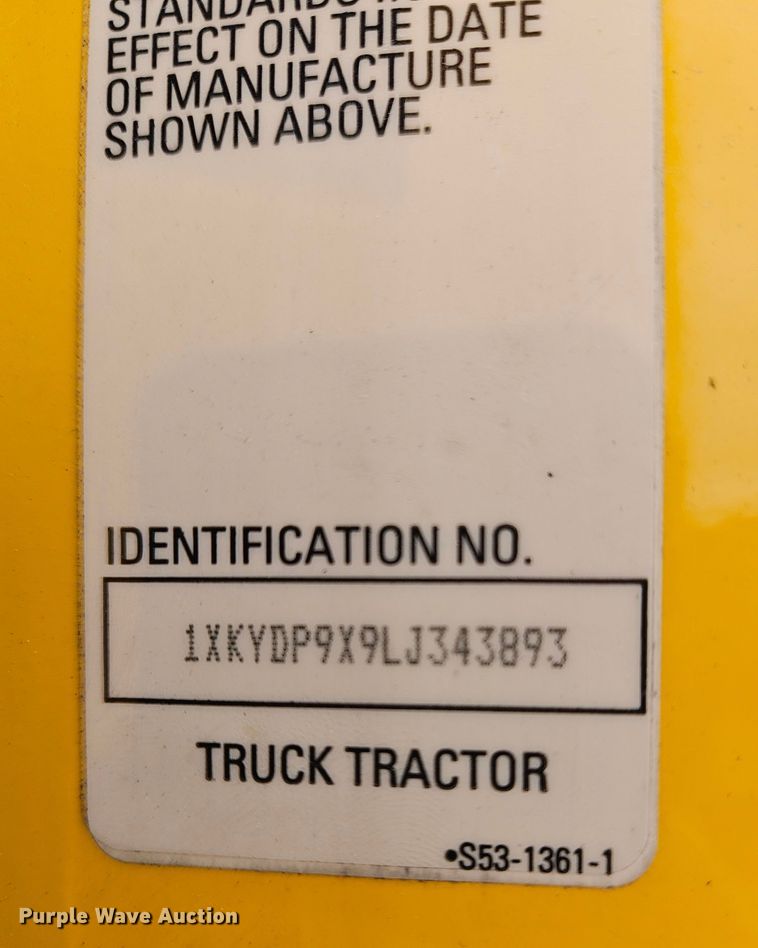 STANDARDS
EFFECT ON THE DATE
OF MANUFACTURE
SHOWN ABOVE.
IDENTIFICATION NO.
1XKYDP9X9LJ343893
TRUCK TRACTOR
•S53-1361-1
Purple Wave Auction